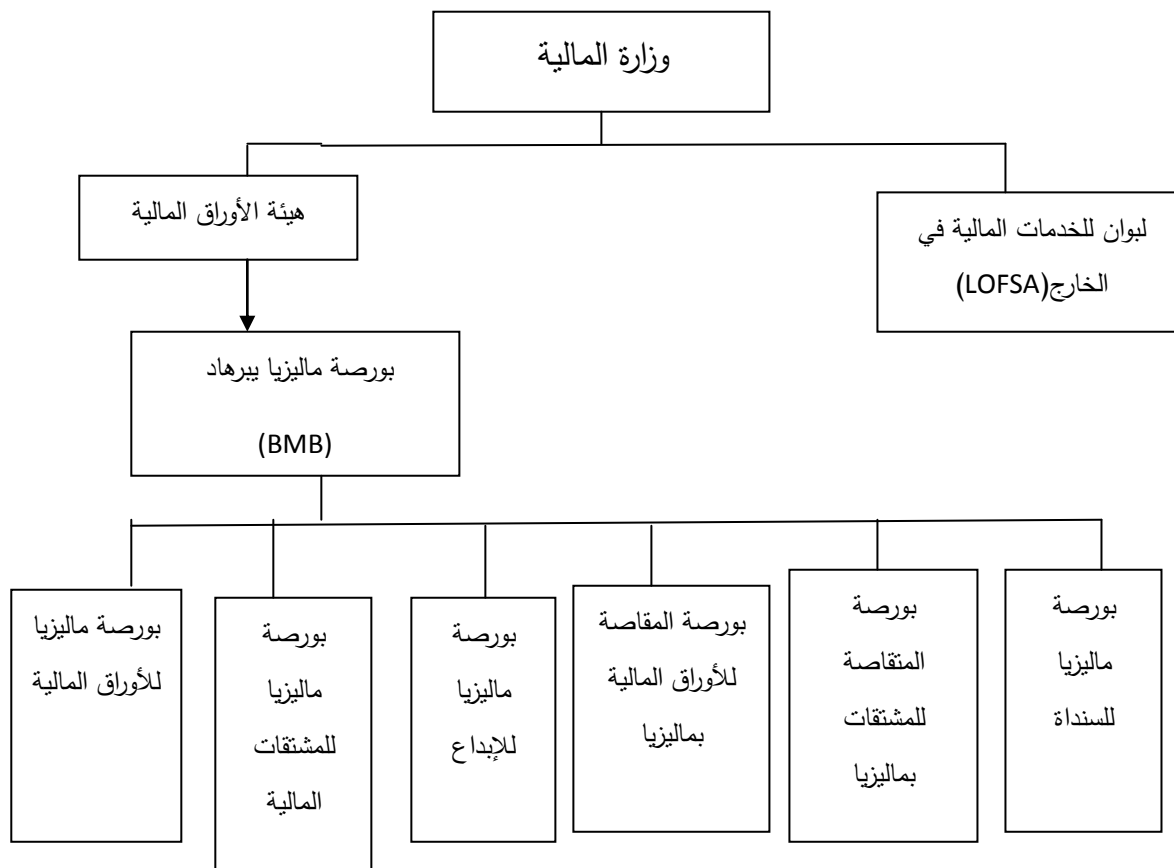 وزارة المالية
هيئة الأوراق المالية
لبوان للخدمات المالية في
الخارج(LOFSA)
بورصة ماليزيا يبرهاد
(BMB)
بورصة
ماليزيا
للسنداة
بورصة
المتقاصة
للمشتقات
بماليزيا
بورصة المقاصة
للأوراق المالية
بماليزيا
بورصة
ماليزيا
للإبداع
بورصة
ماليزيا
للمشتقات
المالية
بورصة ماليزيا
للأوراق المالية